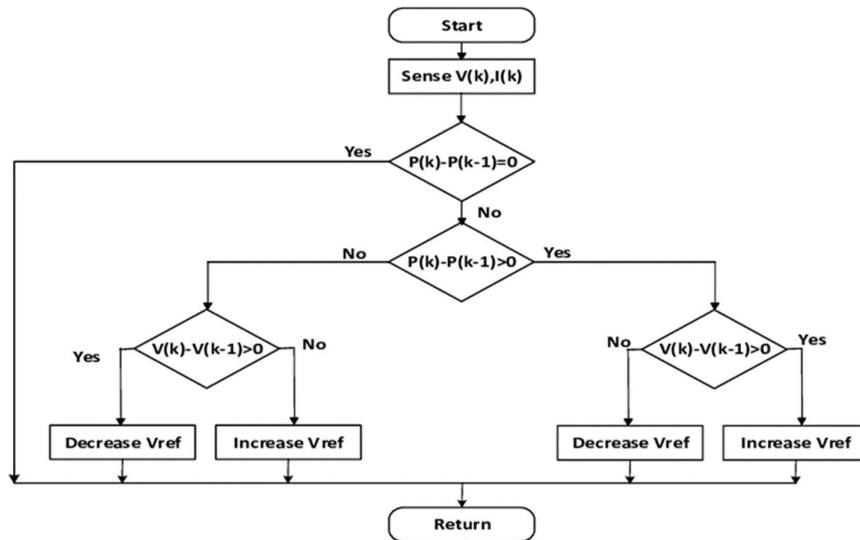 Start
Sense V(k),I(k)
Yes
P(k)-P(k-1)=0
No
No
P(k)-P(k-1)>0
Yes
Yes
V(k)-V(k-1)>0
No
No
V(k)-V(k-1)>0
Yes
Decrease Vref
Increase Vref
Decrease Vref
Increase Vref
Return